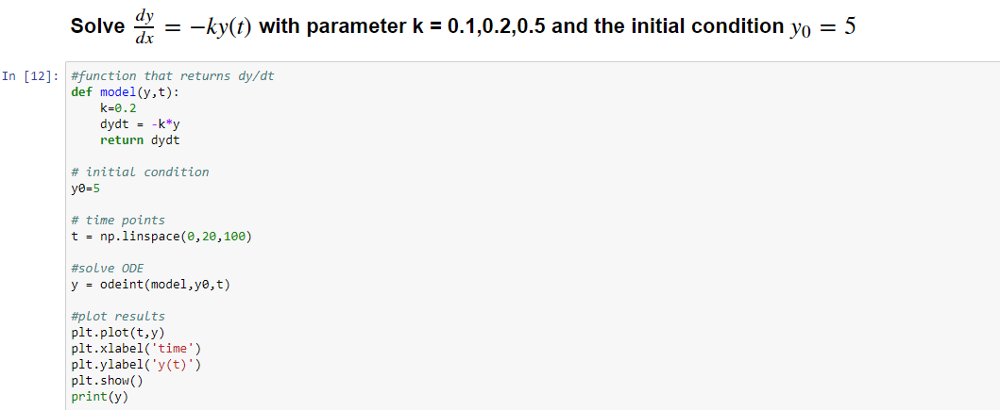 Solve dy/dx = −ky(t) with parameter k = 0.1,0.2,0.5 and the initial condition y₀ = 5
In [12]: #function that returns dy/dt
def model(y,t):
    k=0.2
    dydt = -k*y
    return dydt
# initial condition
y0=5
# time points
t = np.linspace(0,20,100)
#solve ODE
y = odeint(model,y0,t)
#plot results
plt.plot(t,y)
plt.xlabel('time')
plt.ylabel('y(t)')
plt.show()
print(y)